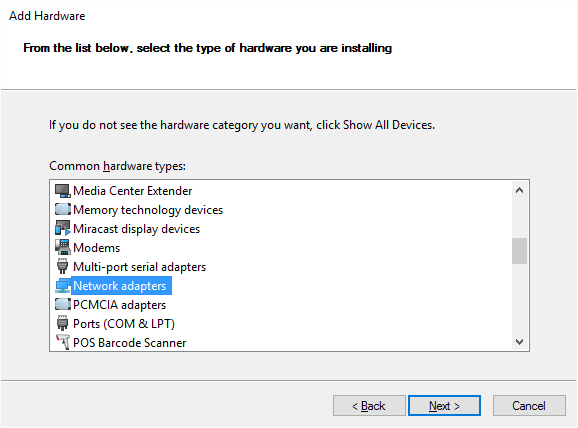 Add Hardware
From the list below, select the type of hardware you are installing
If you do not see the hardware category you want, click Show All Devices.
Common hardware types:
Media Center Extender
Memory technology devices
Miracast display devices
Modems
Multi-port serial adapters
Network adapters
PCMCIA adapters
Ports (COM & LPT)
POS Barcode Scanner
< Back Next > Cancel